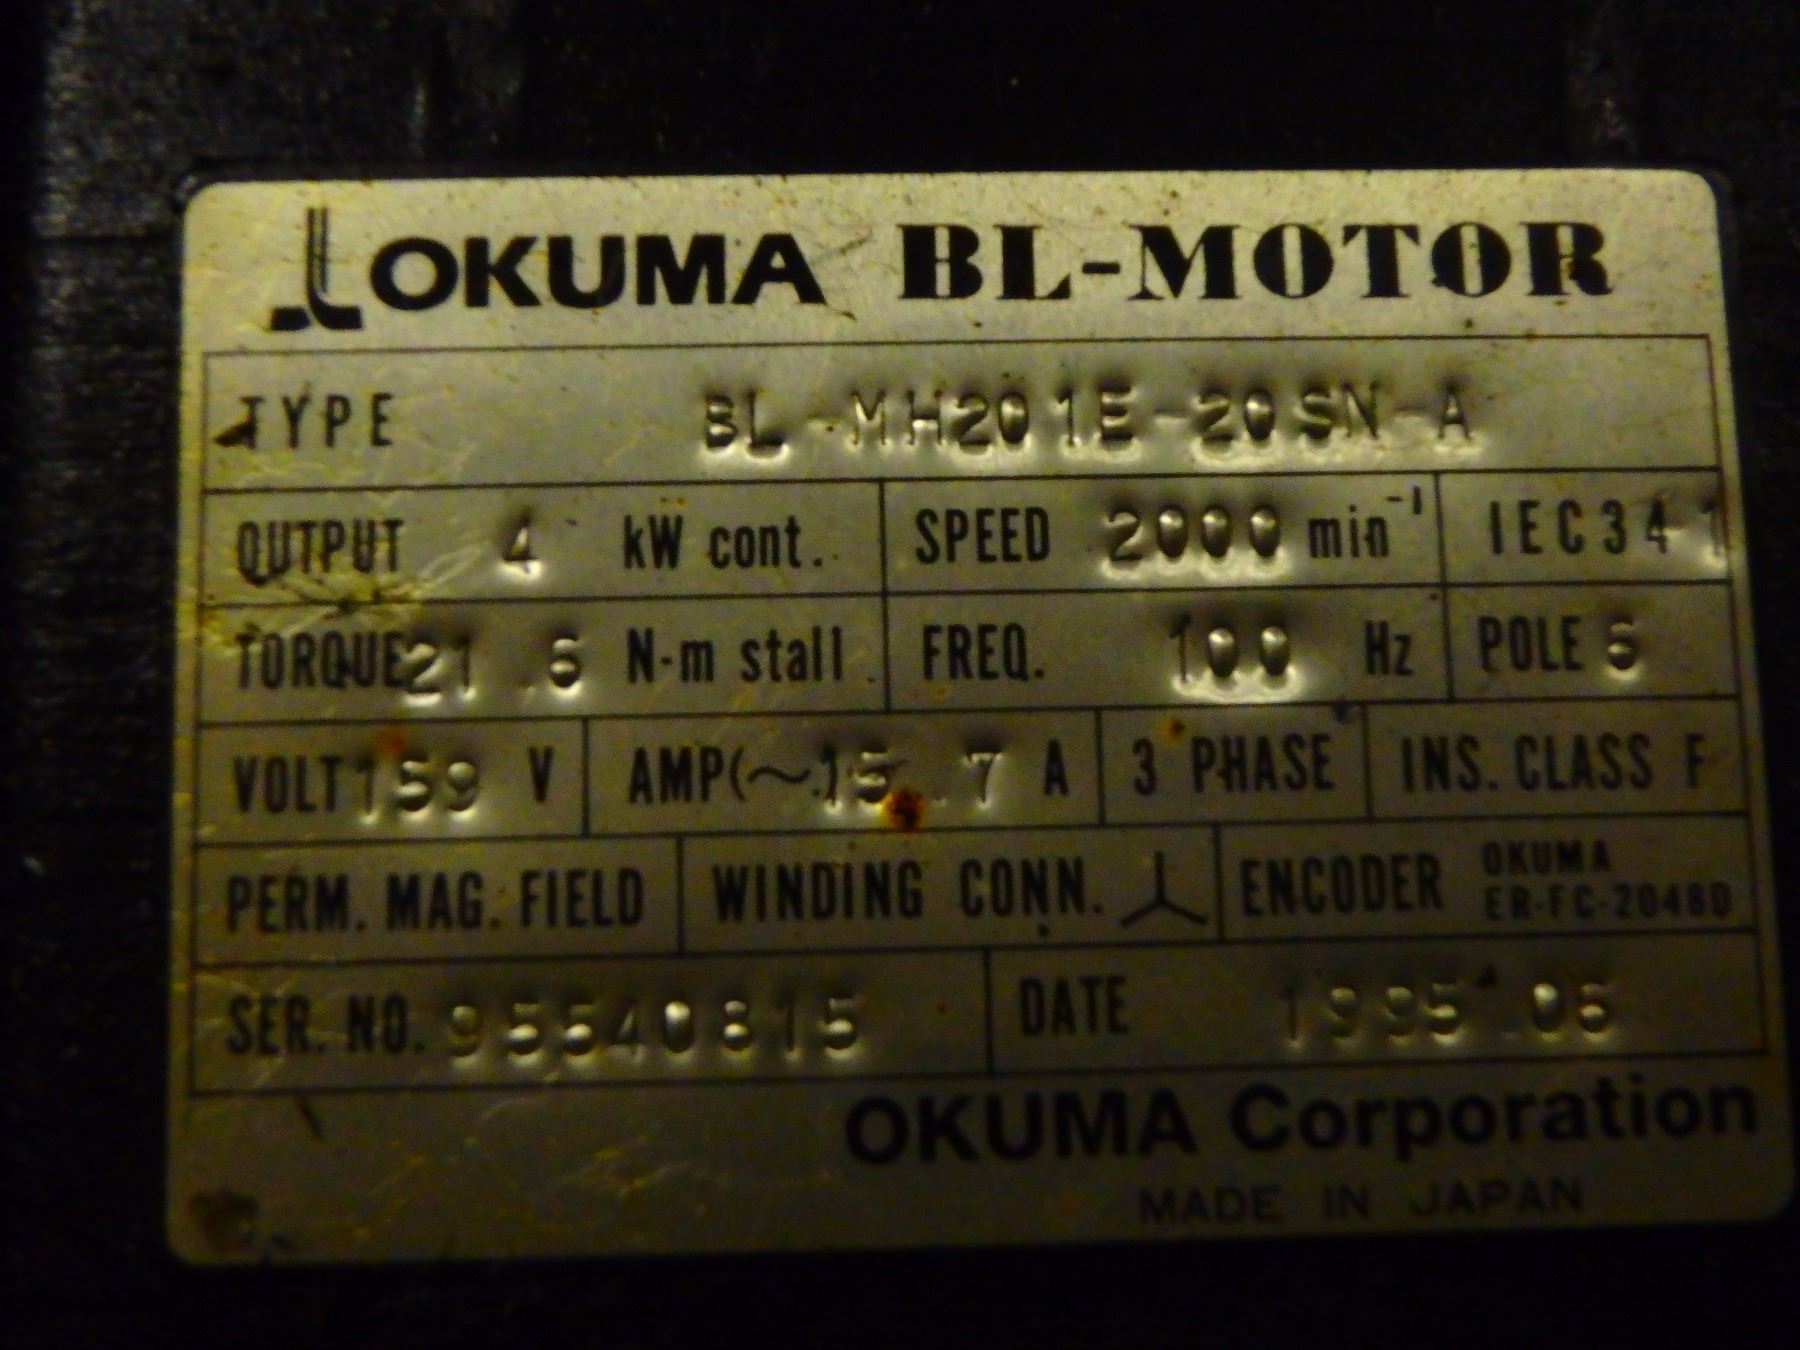 OKUMA BL-MOTOR
TYPE BL-MH201E-20SN-A
OUTPUT 4 kW cont. SPEED 2000 min⁻¹ IEC34 1
TORQUE 21.6 N-m stall FREQ. 100 Hz POLE 6
VOLT 159 V AMP(~) 15.7 A 3 PHASE INS. CLASS F
PERM. MAG. FIELD WINDING CONN. ENCODER OKUMA
ER-FC-2048D
SER. NO. 95540815 DATE 1995.06
OKUMA Corporation
MADE IN JAPAN